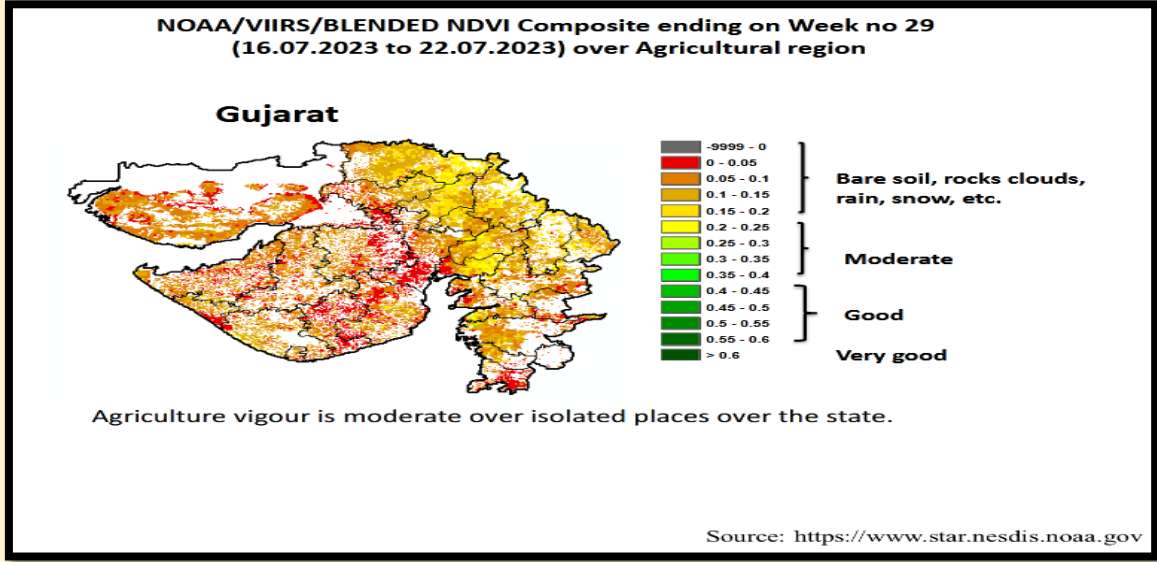 NOAA/VIIRS/BLENDED NDVI Composite ending on Week no 29
(16.07.2023 to 22.07.2023) over Agricultural region
Gujarat
-9999 - 0
0 - 0.05
0.05 - 0.1
0.1 - 0.15
0.15 - 0.2
0.2 - 0.25
0.25 - 0.3
0.3 - 0.35
0.35 - 0.4
0.4 - 0.45
0.45 - 0.5
0.5 - 0.55
0.55 - 0.6
> 0.6
Bare soil, rocks clouds,
rain, snow, etc.
Moderate
Good
Very good
Agriculture vigour is moderate over isolated places over the state.
Source: https://www.star.nesdis.noaa.gov